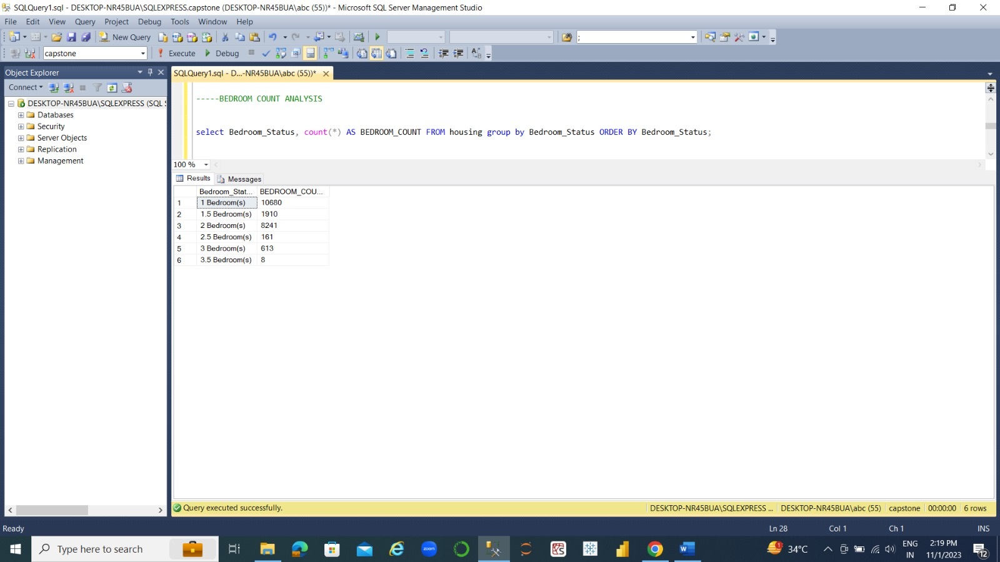 SQLQuery1.sql - DESKTOP-NR45BUA\SQLEXPRESS.capstone (DESKTOP-NR45BUA\abc (55))* - Microsoft SQL Server Management Studio
File Edit View Query Project Debug Tools Window Help
New Query ;
capstone Execute Debug
Object Explorer
Connect
DESKTOP-NR45BUA\SQLEXPRESS (SQL S
Databases
Security
Server Objects
Replication
Management
SQLQuery1.sql - D...-NR45BUA\abc (55))*
-----BEDROOM COUNT ANALYSIS
select Bedroom_Status, count(*) AS BEDROOM_COUNT FROM housing group by Bedroom_Status ORDER BY Bedroom_Status;
100 %
Results Messages
Bedroom_Stat... BEDROOM_COU...
1 1 Bedroom(s) 10680
2 1.5 Bedroom(s) 1910
3 2 Bedroom(s) 8241
4 2.5 Bedroom(s) 161
5 3 Bedroom(s) 613
6 3.5 Bedroom(s) 8
Query executed successfully. DESKTOP-NR45BUA\SQLEXPRESS ... DESKTOP-NR45BUA\abc (55) capstone 00:00:00 6 rows
Ready Ln 28 Col 1 Ch 1 INS
Type here to search zoom 34°C ENG IN 2:19 PM 11/1/2023 12